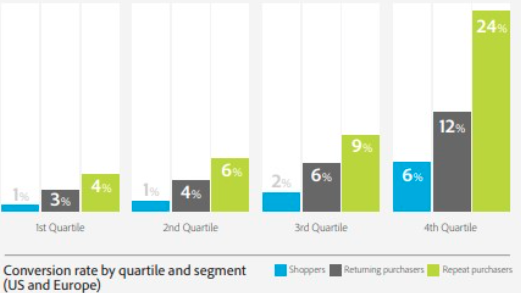 24%
12%
9%
6%
6%
6%
4%
4%
3%
2%
1%
1%
1st Quartile
2nd Quartile
3rd Quartile
4th Quartile
Conversion rate by quartile and segment
(US and Europe)
Shoppers
Returning purchasers
Repeat purchasers